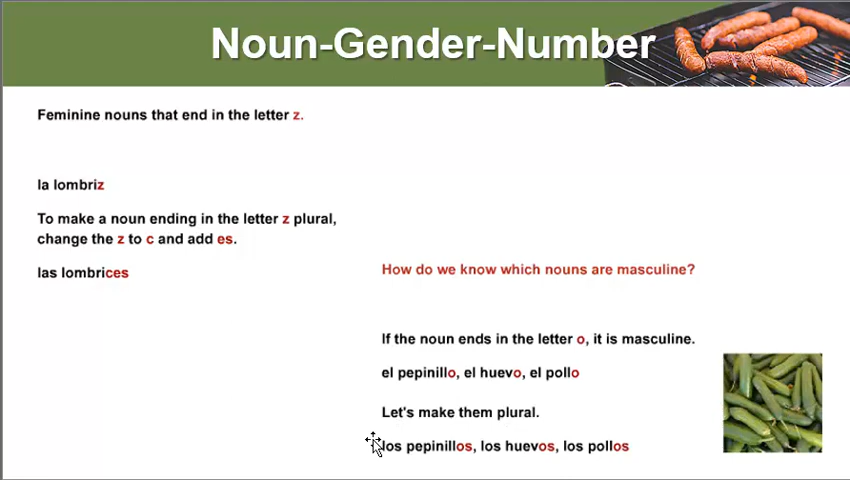 Noun-Gender-Number
Feminine nouns that end in the letter z.
la lombriz
To make a noun ending in the letter z plural,
change the z to c and add es.
las lombrices
How do we know which nouns are masculine?
If the noun ends in the letter o, it is masculine.
el pepinillo, el huevo, el pollo
Let's make them plural.
los pepinillos, los huevos, los pollos